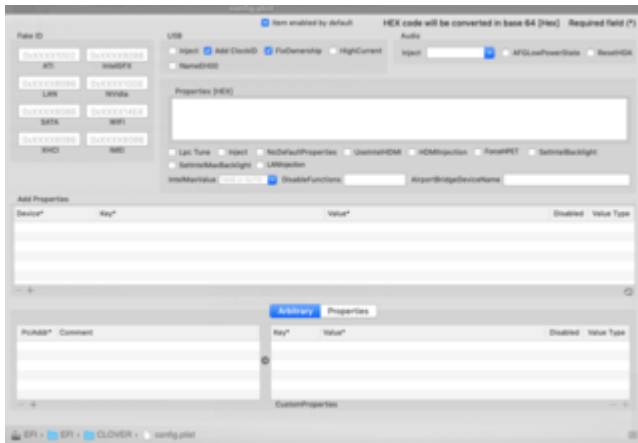 config.plist
Item enabled by default HEX code will be converted in base 64 [Hex] Required field (*)
Fake ID USB Audio
Inject Add ClockID FixOwnership HighCurrent
Inject AFGLowPowerState ResetHDA
NameEH00
ATI IntelGFX
LAN NVidia
SATA WIFI
XHCI IMEI
Properties [HEX]
Lpc Tune Inject NoDefaultProperties UseIntelHDMI HDMIInjection ForceHPET SetIntelBacklight
SetIntelMaxBacklight LANInjection
IntelMaxValue DisableFunctions AirportBridgeDeviceName
Add Properties
Device* Key* Value* Disabled Value Type
Arbitrary Properties
PciAddr* Comment Key* Value* Disabled Value Type
CustomProperties
EFI EFI CLOVER config.plist